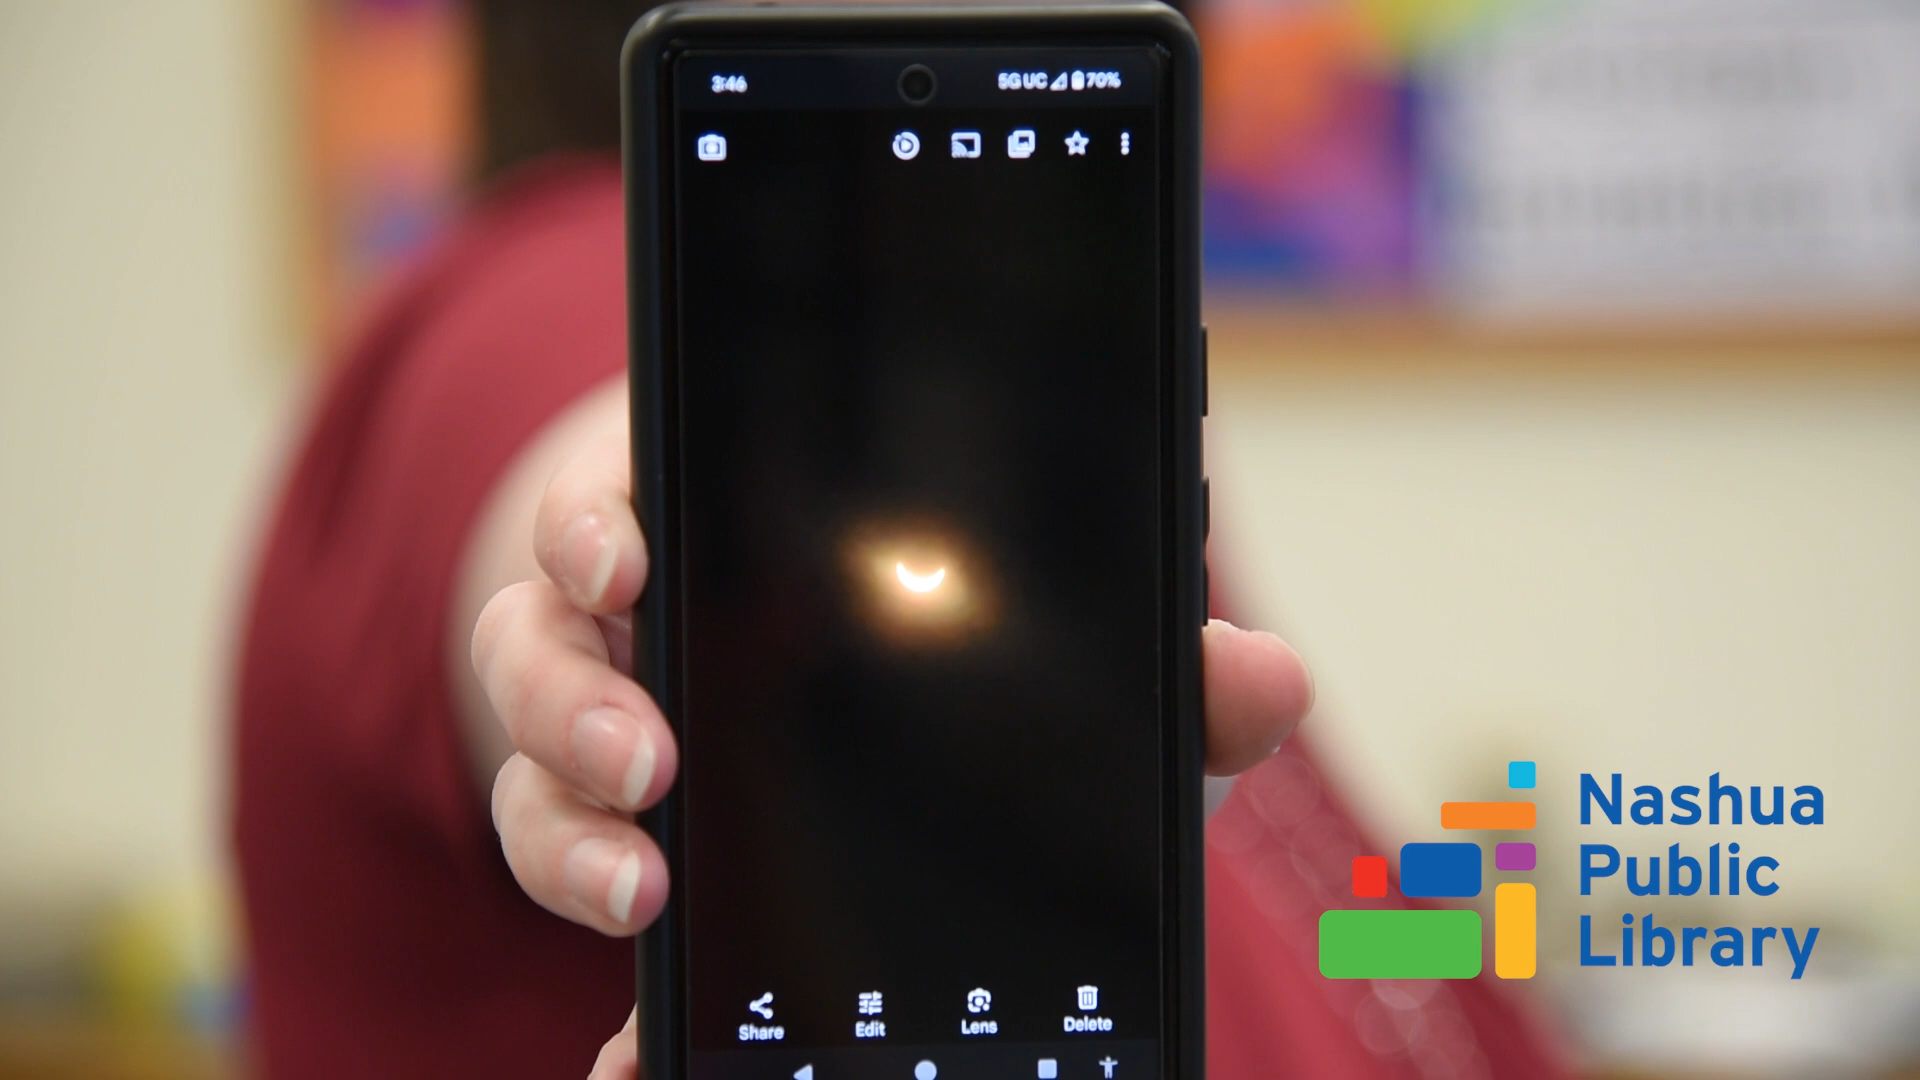 3:46
5G UC 70%
Share
Edit
Lens
Delete
Nashua
Public
Library